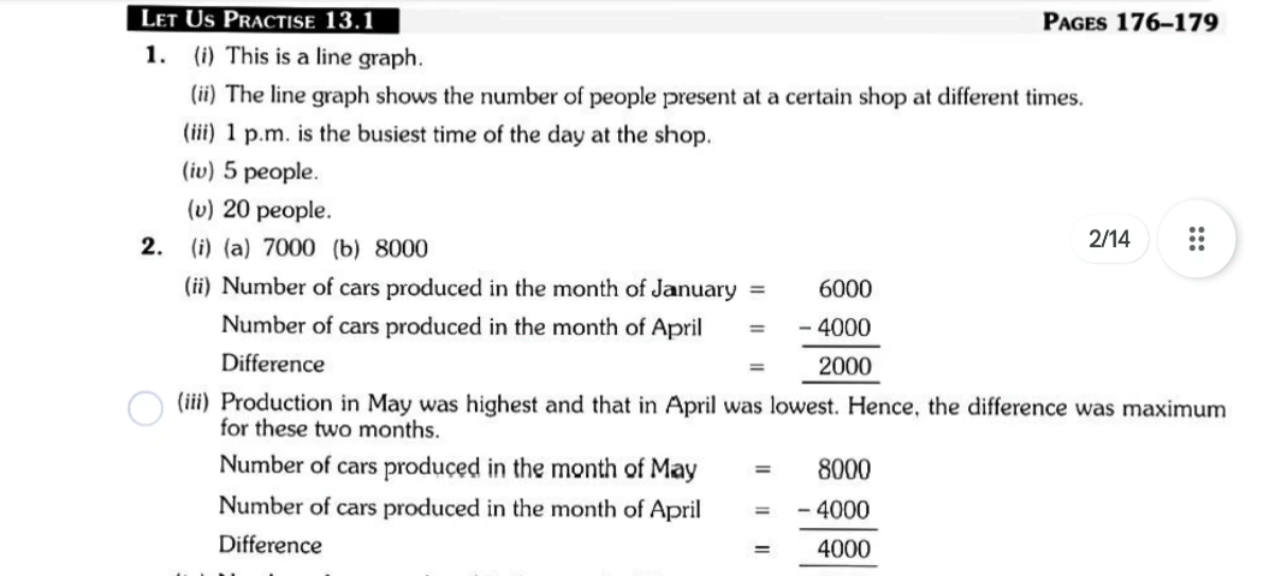 LET US PRACTISE 13.1 PAGES 176–179
1. (i) This is a line graph.
(ii) The line graph shows the number of people present at a certain shop at different times.
(iii) 1 p.m. is the busiest time of the day at the shop.
(iv) 5 people.
(v) 20 people.
2/14
2. (i) (a) 7000 (b) 8000
(ii) Number of cars produced in the month of January = 6000
Number of cars produced in the month of April = – 4000
Difference = 2000
(iii) Production in May was highest and that in April was lowest. Hence, the difference was maximum
for these two months.
Number of cars produced in the month of May = 8000
Number of cars produced in the month of April = – 4000
Difference = 4000